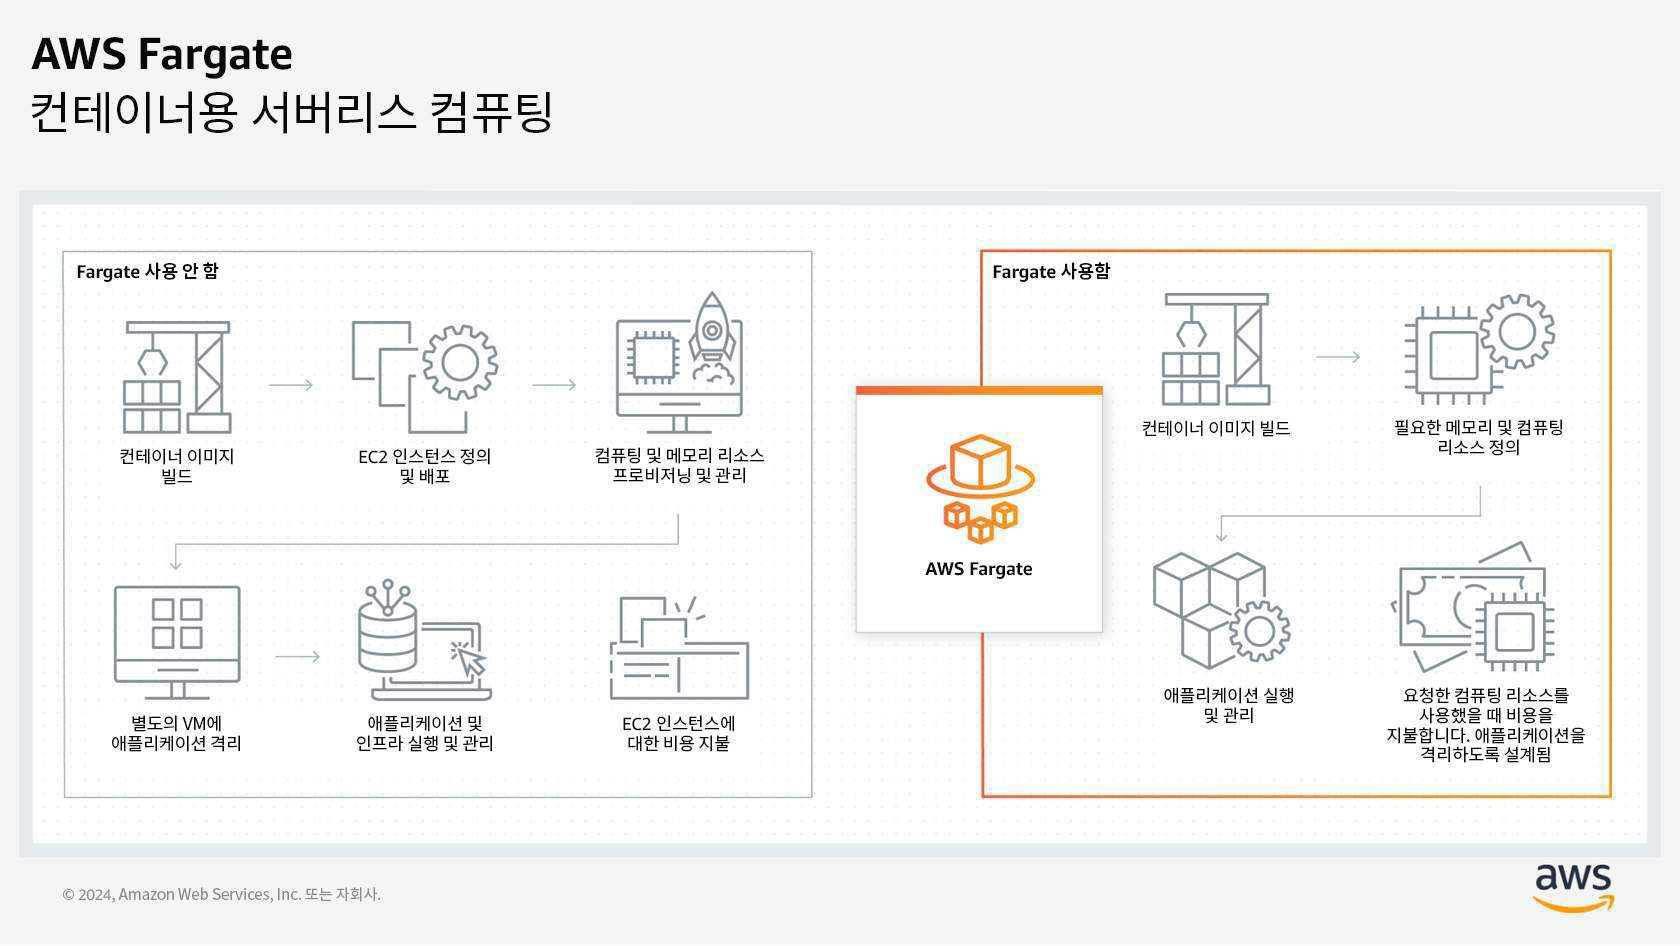 AWS Fargate
컨테이너용 서버리스 컴퓨팅
Fargate 사용 안 함
컨테이너 이미지
빌드
EC2 인스턴스 정의
및 배포
컴퓨팅 및 메모리 리소스
프로비저닝 및 관리
별도의 VM에
애플리케이션 격리
애플리케이션 및
인프라 실행 및 관리
EC2 인스턴스에
대한 비용 지불
AWS Fargate
Fargate 사용함
컨테이너 이미지 빌드
필요한 메모리 및 컴퓨팅
리소스 정의
애플리케이션 실행
및 관리
요청한 컴퓨팅 리소스를
사용했을 때 비용을
지불합니다. 애플리케이션을
격리하도록 설계됨
© 2024, Amazon Web Services, Inc. 또는 자회사.
aws